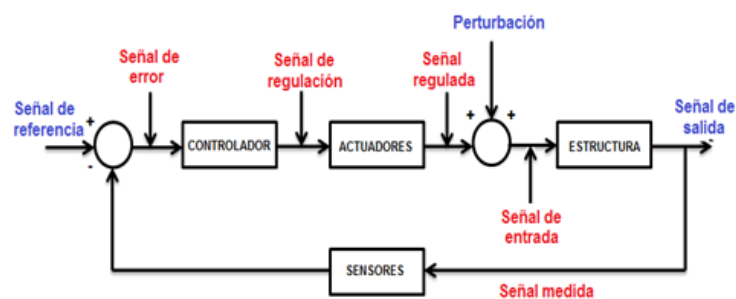 Perturbación
Señal de
error
Señal de
regulación
Señal
regulada
Señal de
referencia
Señal de
salida
+
-
+
+
-
CONTROLADOR
ACTUADORES
ESTRUCTURA
Señal de
entrada
SENSORES
Señal medida